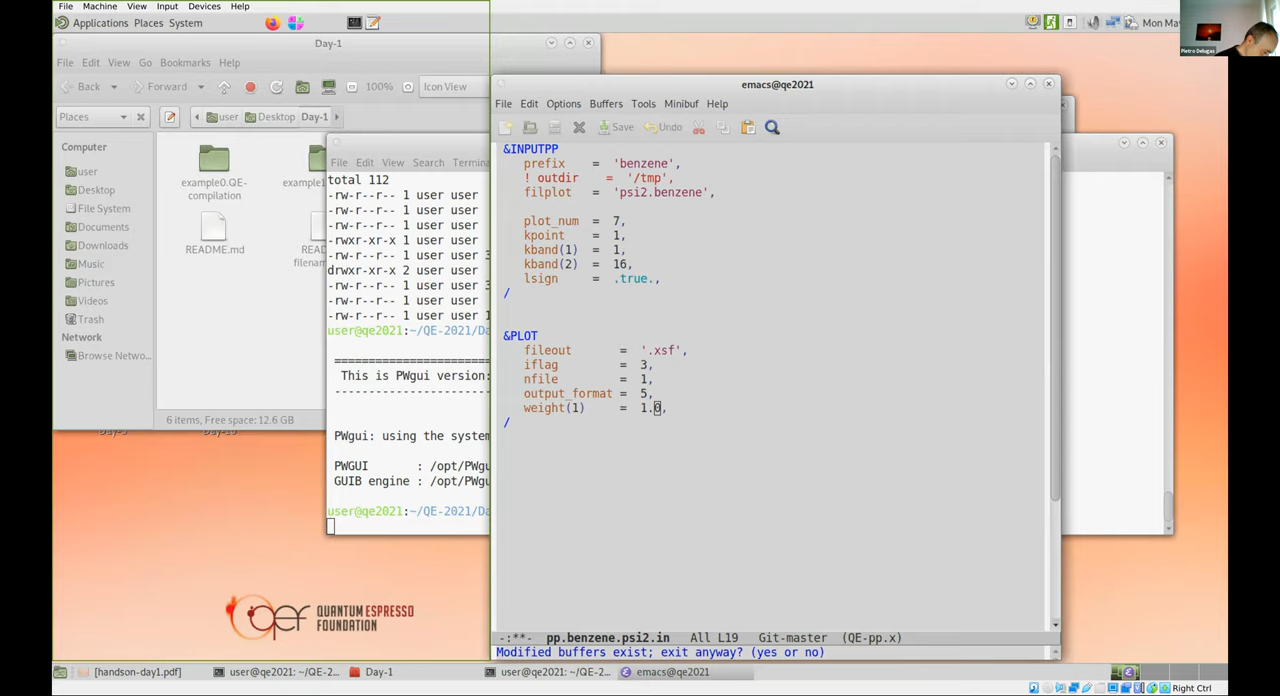 File Machine View Input Devices Help
Applications Places System
Mon May
Pietro Delugas
Day-1
File Edit View Go Bookmarks Help
Back Forward 100% Icon View
Places user Desktop Day-1
Computer
user
Desktop
File System
Documents
Downloads
Music
Pictures
Videos
Trash
Network
Browse Netwo...
example0.QE-
compilation
example1
README.md
READ
filenam
6 items, Free space: 12.6 GB
File Edit View Search Termina
total 112
-rw-r--r-- 1 user user
-rw-r--r-- 1 user user
-rw-r--r-- 1 user user
-rwxr-xr-x 1 user user
-rw-r--r-- 1 user user 3
drwxr-xr-x 2 user user
-rw-r--r-- 1 user user 3
-rw-r--r-- 1 user user
-rw-r--r-- 1 user user 1
user@qe2021:~/QE-2021/Da
=====================
This is PWgui version:
---------------------
PWgui: using the system
PWGUI : /opt/PWgu
GUIB engine : /opt/PWgu
user@qe2021:~/QE-2021/Da
emacs@qe2021
File Edit Options Buffers Tools Minibuf Help
Save Undo
&INPUTPP
prefix = 'benzene',
! outdir = '/tmp',
filplot = 'psi2.benzene',
plot_num = 7,
kpoint = 1,
kband(1) = 1,
kband(2) = 16,
lsign = .true.,
/
&PLOT
fileout = '.xsf',
iflag = 3,
nfile = 1,
output_format = 5,
weight(1) = 1.0,
/
-:**- pp.benzene.psi2.in All L19 Git-master (QE-pp.x)
Modified buffers exist; exit anyway? (yes or no)
QUANTUM ESPRESSO
FOUNDATION
[handson-day1.pdf] user@qe2021: ~/QE-2... Day-1 user@qe2021: ~/QE-2... emacs@qe2021
Right Ctrl